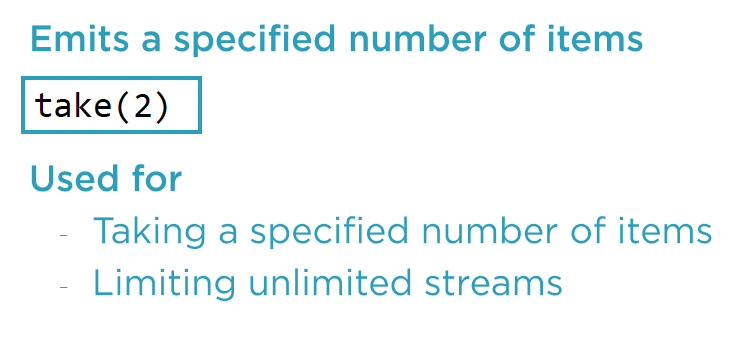 Emits a specified number of items
take(2)
Used for
- Taking a specified number of items
- Limiting unlimited streams